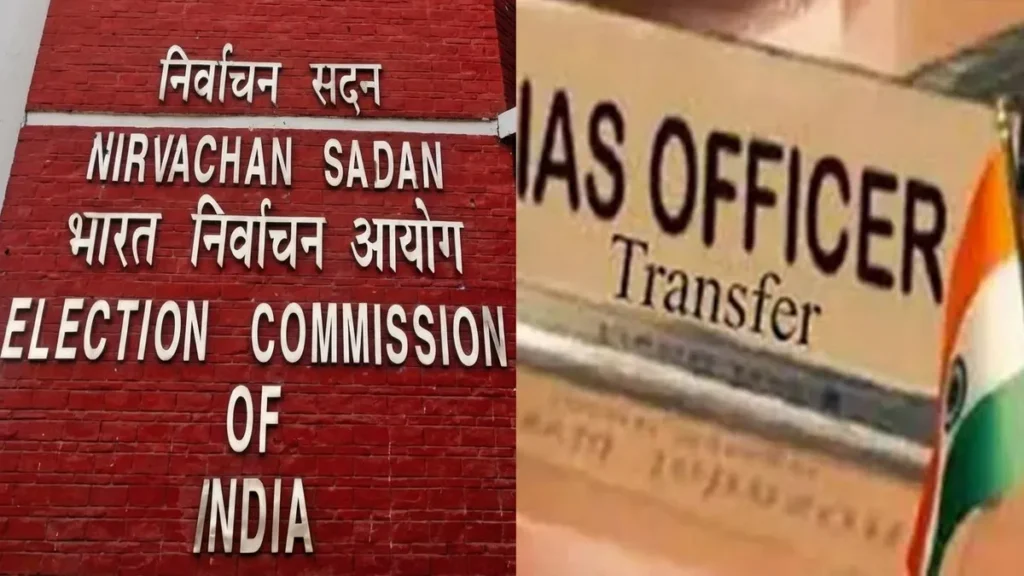 निर्वाचन सदन
NIRVACHAN SADAN
भारत निर्वाचन आयोग
ELECTION COMMISSION
OF
INDIA
IAS OFFICER
Transfer